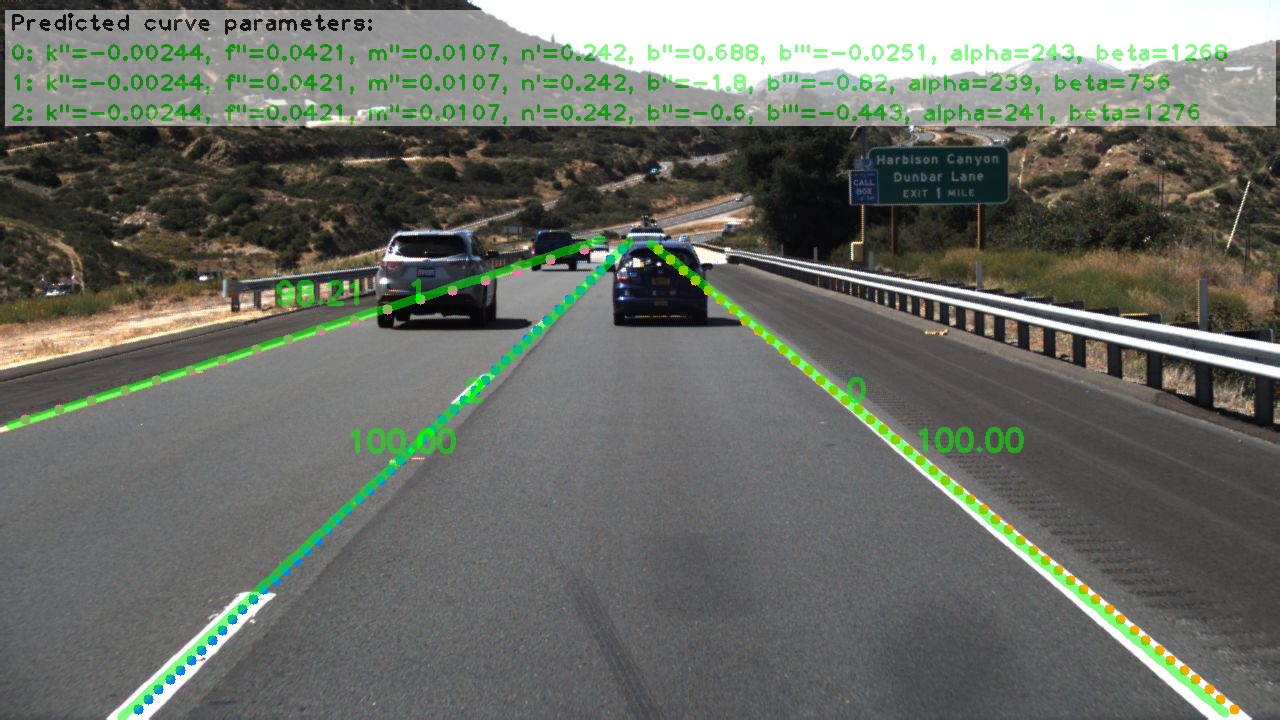 Predicted curve parameters:
0: k"=-0.00244, f"=0.0421, m"=0.0107, n'=0.242, b"=0.688, b'''=-0.0251, alpha=243, beta=1268
1: k"=-0.00244, f"=0.0421, m"=0.0107, n'=0.242, b"=-1.8, b'''=-0.82, alpha=239, beta=756
2: k"=-0.00244, f"=0.0421, m"=0.0107, n'=0.242, b"=-0.6, b'''=-0.443, alpha=241, beta=1276
Harbison Canyon
Dunbar Lane
EXIT 1 MILE
CALL
BOX
98.21 1
2
0
100.00
100.00